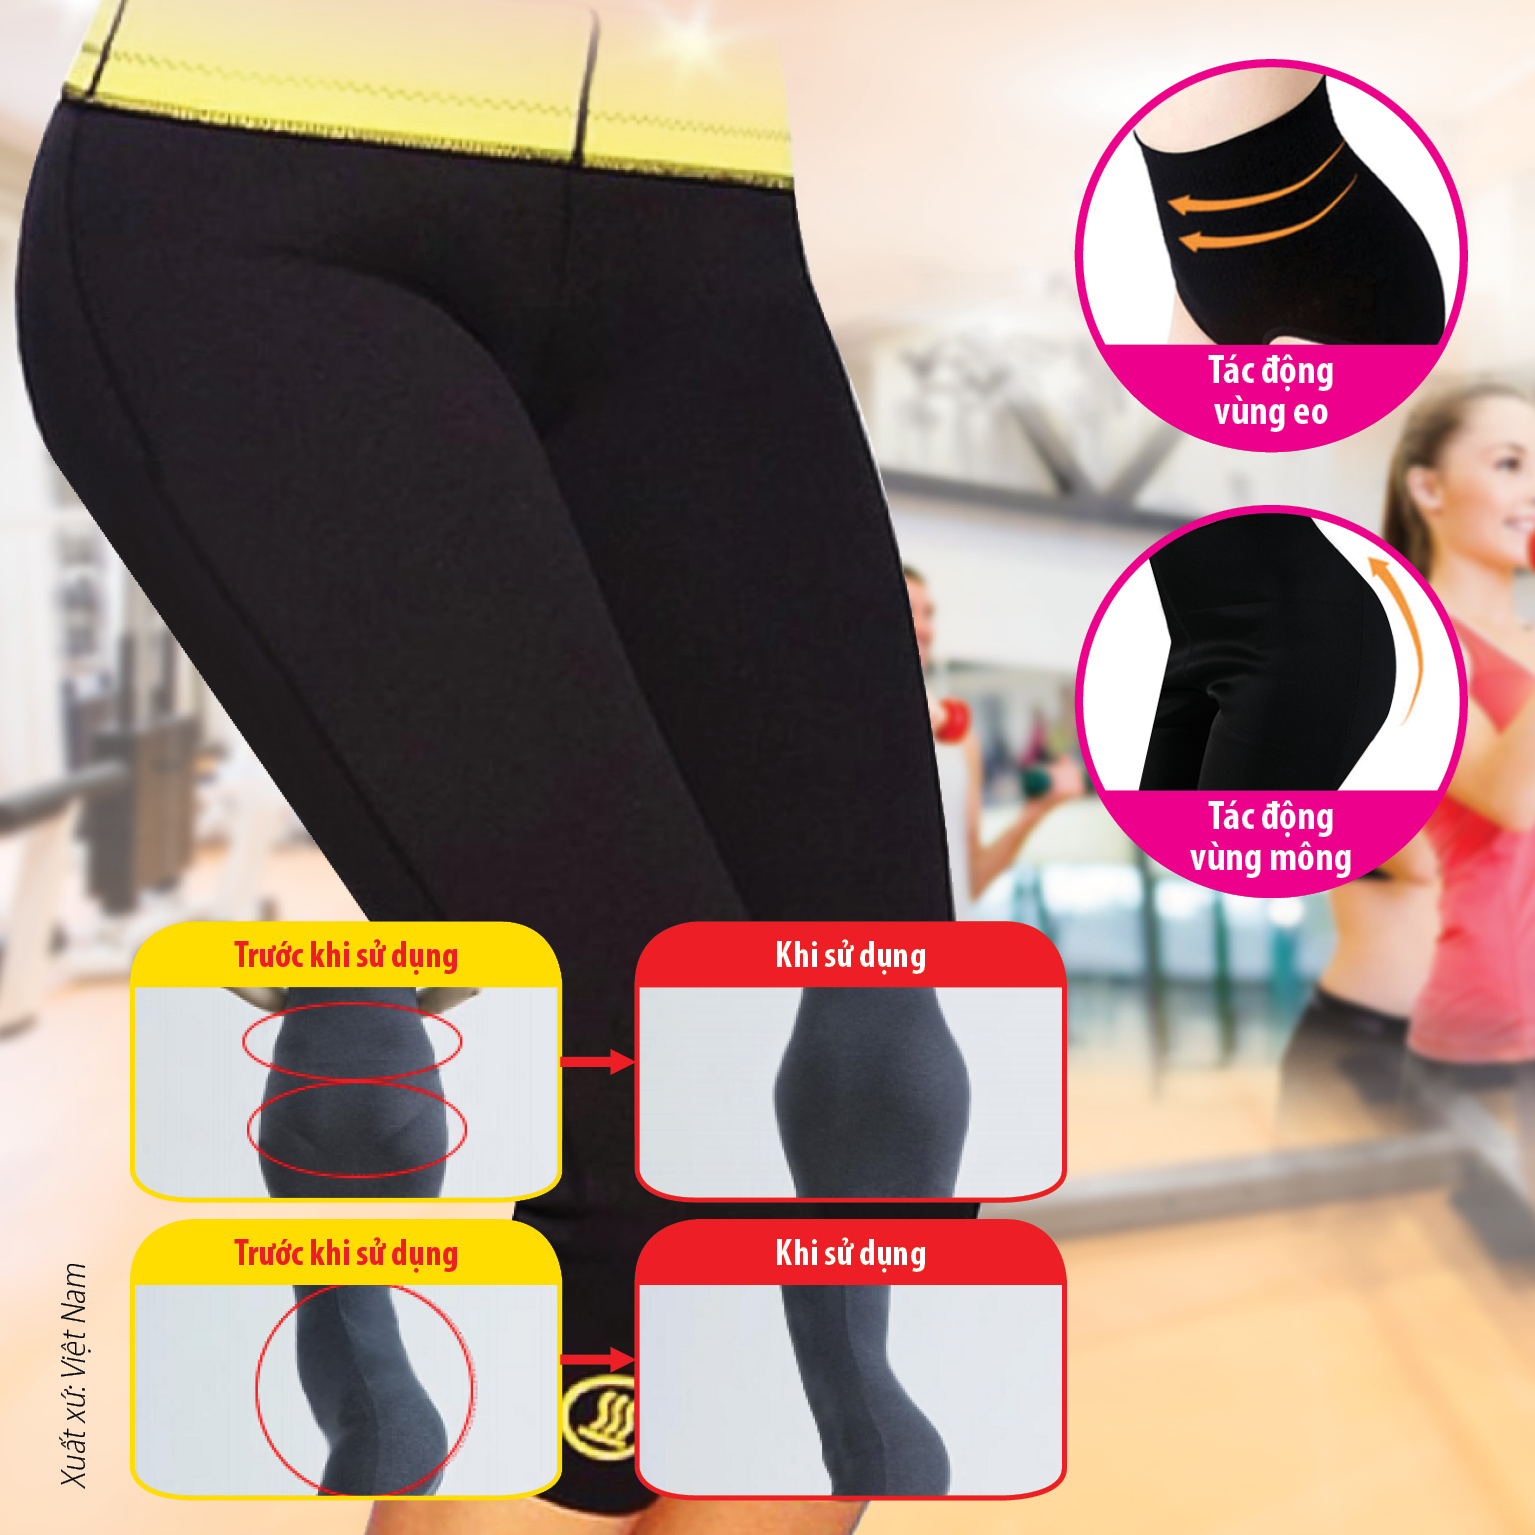 Tác động
vùng eo
Tác động
vùng mông
Trước khi sử dụng
Khi sử dụng
Trước khi sử dụng
Khi sử dụng
Xuất xứ: Việt Nam